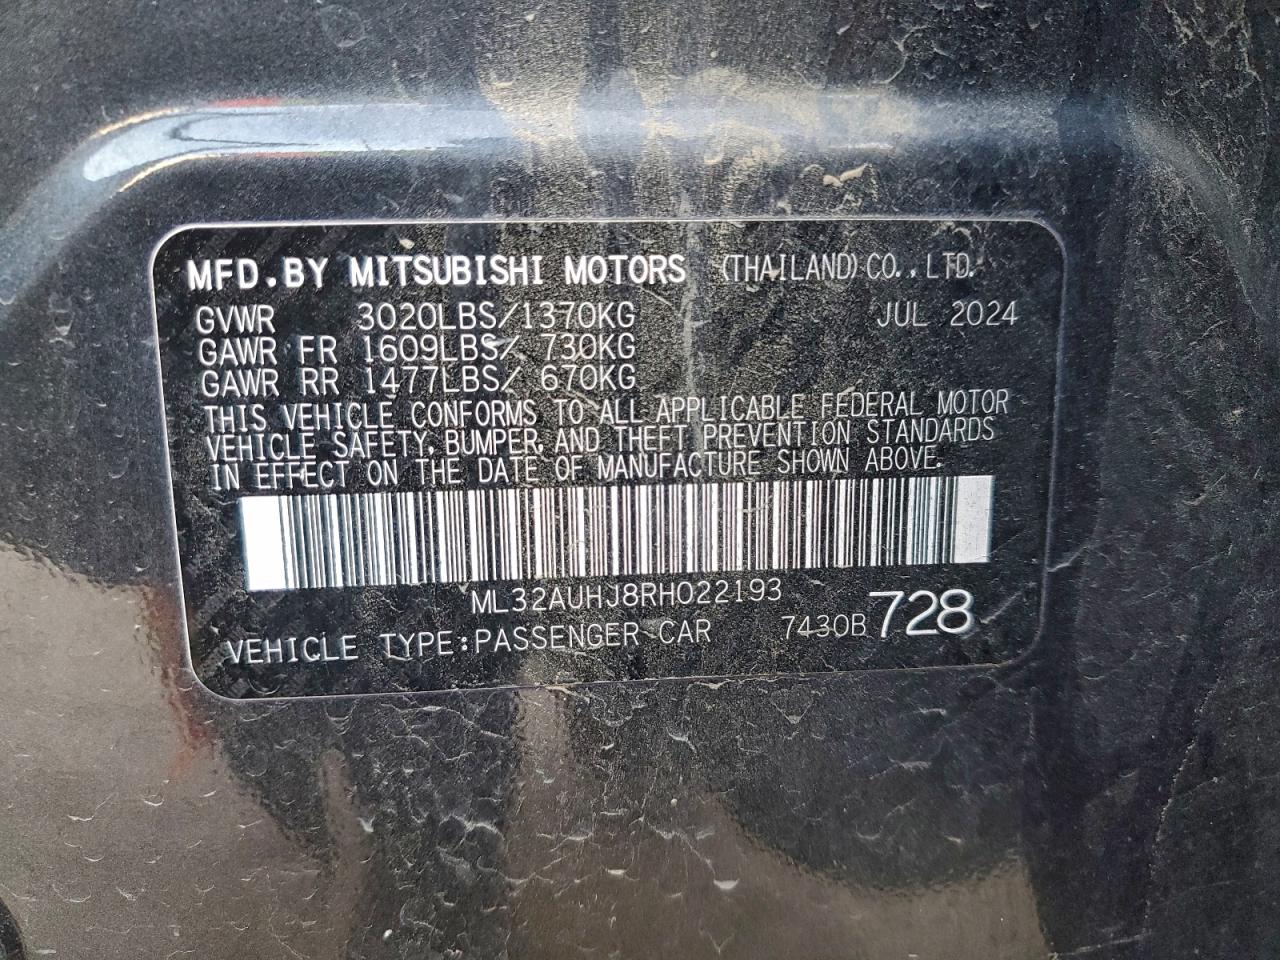 MFD.BY MITSUBISHI MOTORS (THAILAND)CO.,LTD.
GVWR 3020LBS/1370KG JUL 2024
GAWR FR 1609LBS/ 730KG
GAWR RR 1477LBS/ 670KG
THIS VEHICLE CONFORMS TO ALL APPLICABLE FEDERAL MOTOR
VEHICLE SAFETY, BUMPER, AND THEFT PREVENTION STANDARDS
IN EFFECT ON THE DATE OF MANUFACTURE SHOWN ABOVE.
ML32AUHJ8RH022193
VEHICLE TYPE:PASSENGER CAR 7430B 728